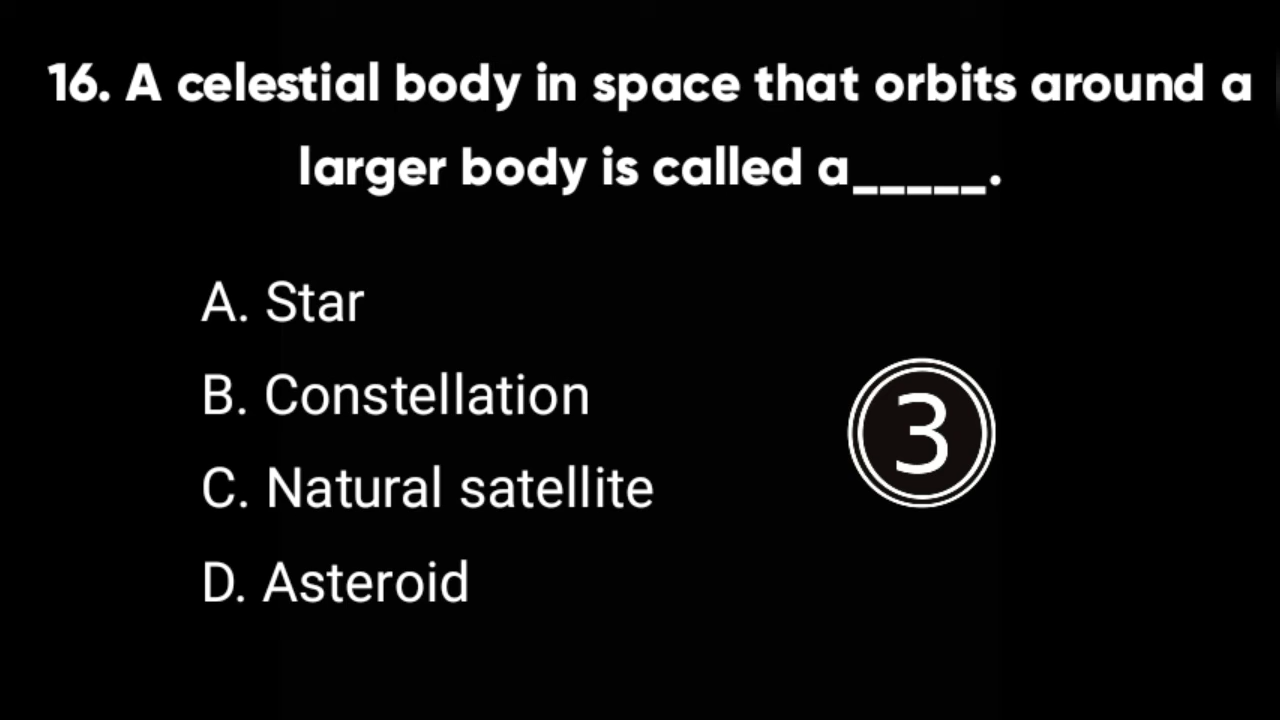 16. A celestial body in space that orbits around a
larger body is called a_____.
A. Star
B. Constellation
C. Natural satellite
D. Asteroid
3